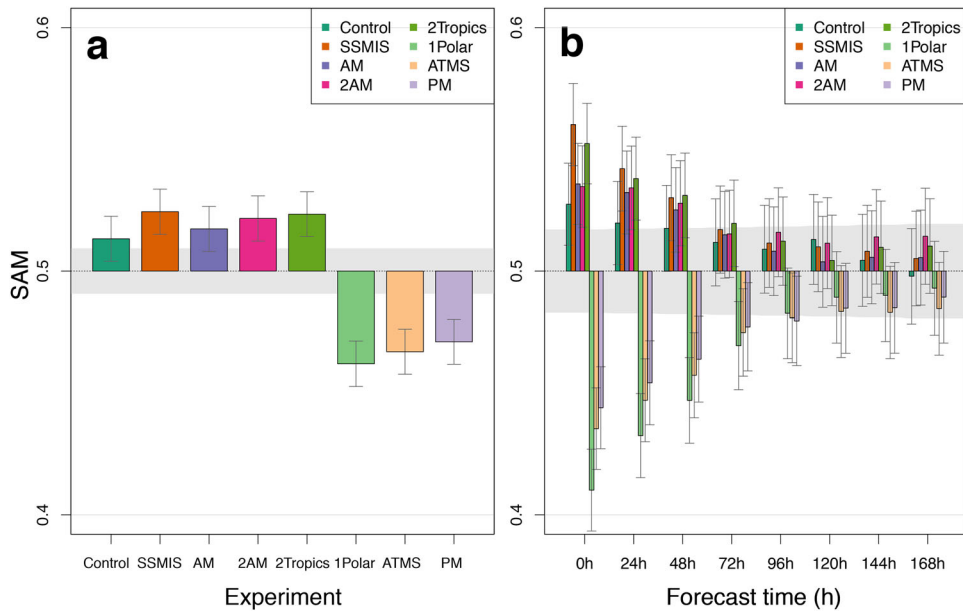 a
Control
SSMIS
AM
2AM
2Tropics
1Polar
ATMS
PM
SAM
0.6
0.5
0.4
Control SSMIS AM 2AM 2Tropics 1Polar ATMS PM
Experiment
b
Control
SSMIS
AM
2AM
2Tropics
1Polar
ATMS
PM
0.6
0.5
0.4
0h 24h 48h 72h 96h 120h 144h 168h
Forecast time (h)